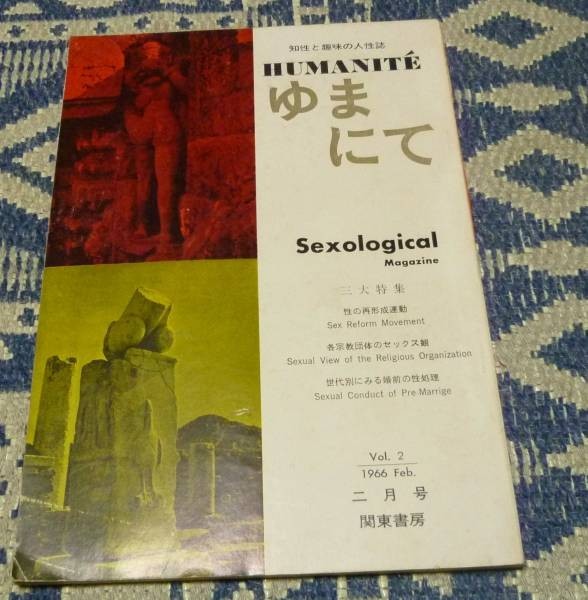 知性と趣味の人性誌
HUMANITÉ
ゆま
にて
Sexological
Magazine
三大特集
性の再形成運動
Sex Reform Movement
各宗教団体のセックス観
Sexual View of the Religious Organization
世代別にみる婚前の性処理
Sexual Conduct of Pre-Marrige
Vol. 2
1966 Feb.
二月号
関東書房